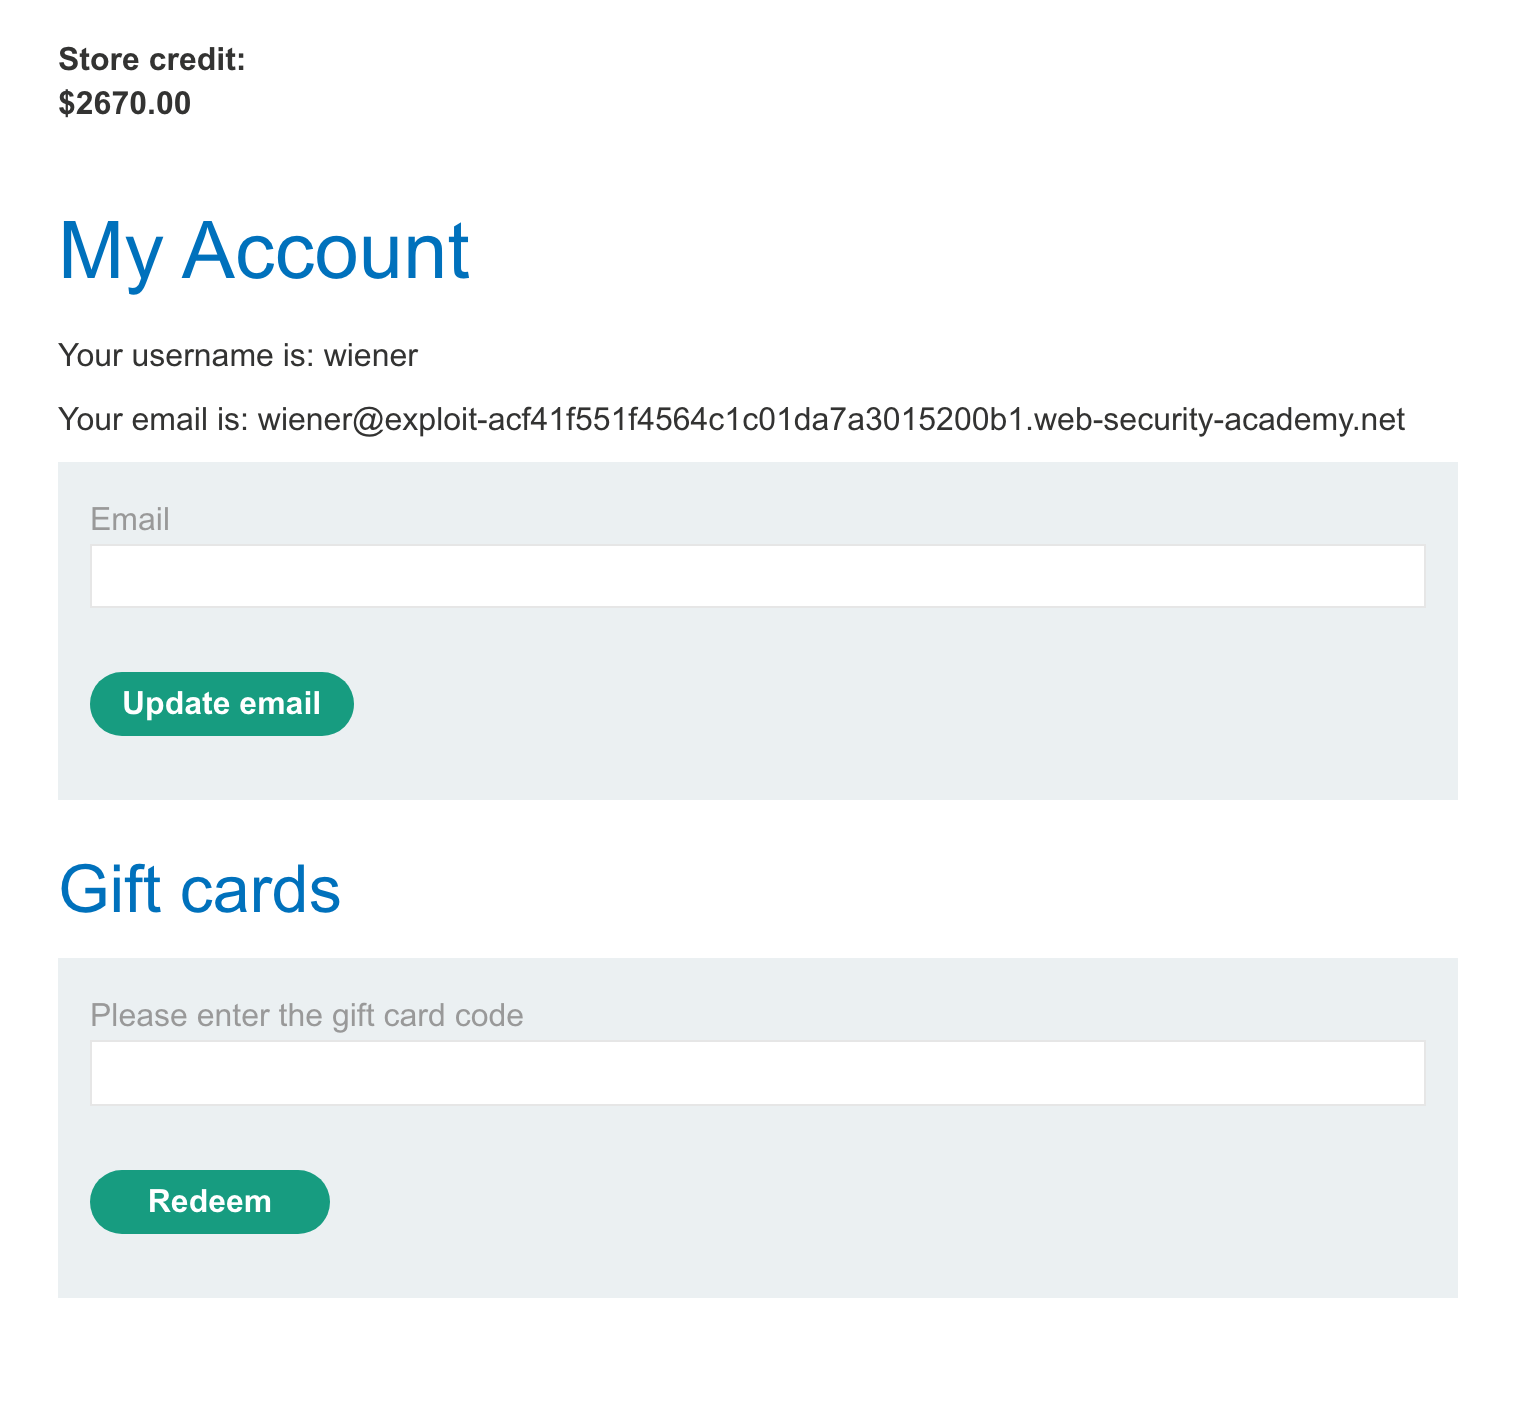 Store credit:
$2670.00
My Account
Your username is: wiener
Your email is: wiener@exploit-acf41f551f4564c1c01da7a3015200b1.web-security-academy.net
Email
Update email
Gift cards
Please enter the gift card code
Redeem